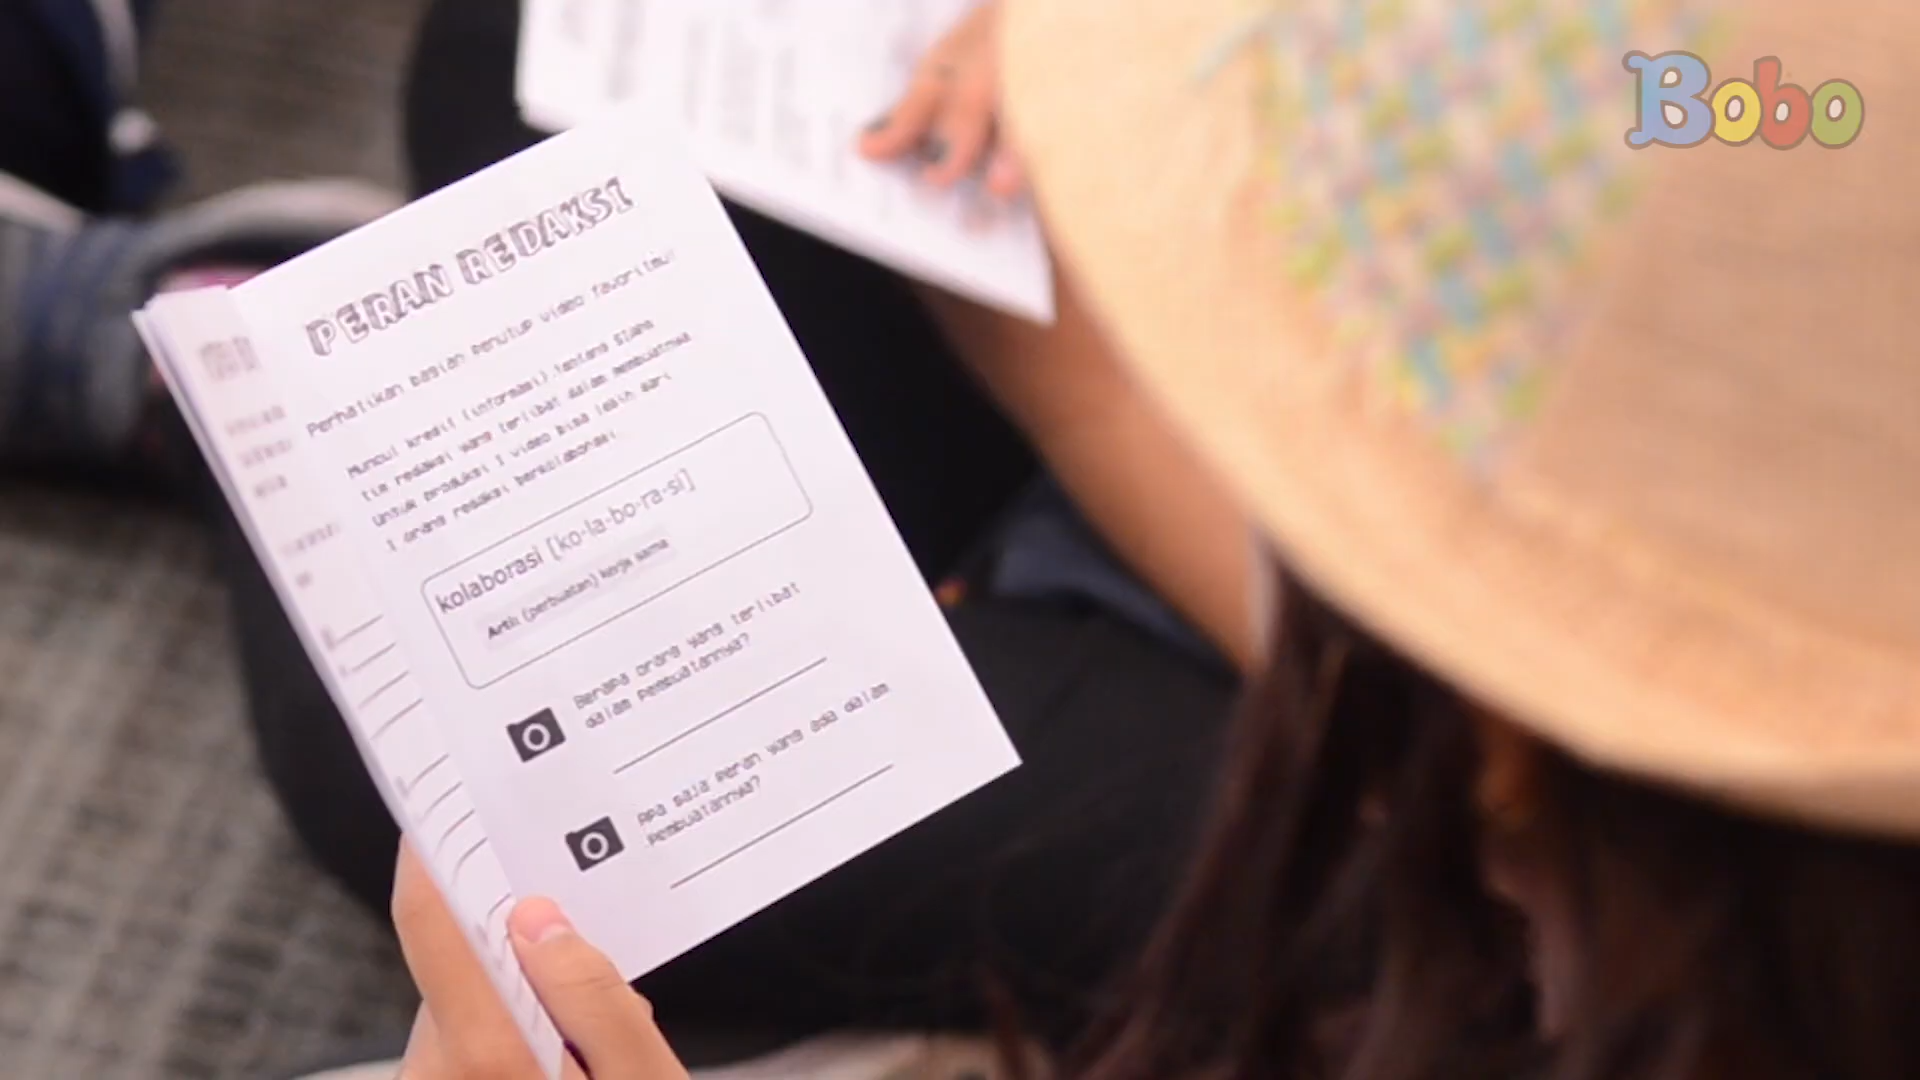 Bobo
PERAN REDAKSI
Perhatikan bagian penutup video favoritmu!
Muncul kredit (informasi) tentang siapa
tim redaksi yang terlibat dalam membuatnya
Untuk produksi 1 video bisa lebih dari
1 orang redaksi berkolaborasi.
kolaborasi [ko-la-bo-ra-si]
Arti: (perbuatan) kerja sama
Berapa orang yang terlibat
dalam pembuatannya?
Apa saja peran yang ada dalam
pembuatannya?